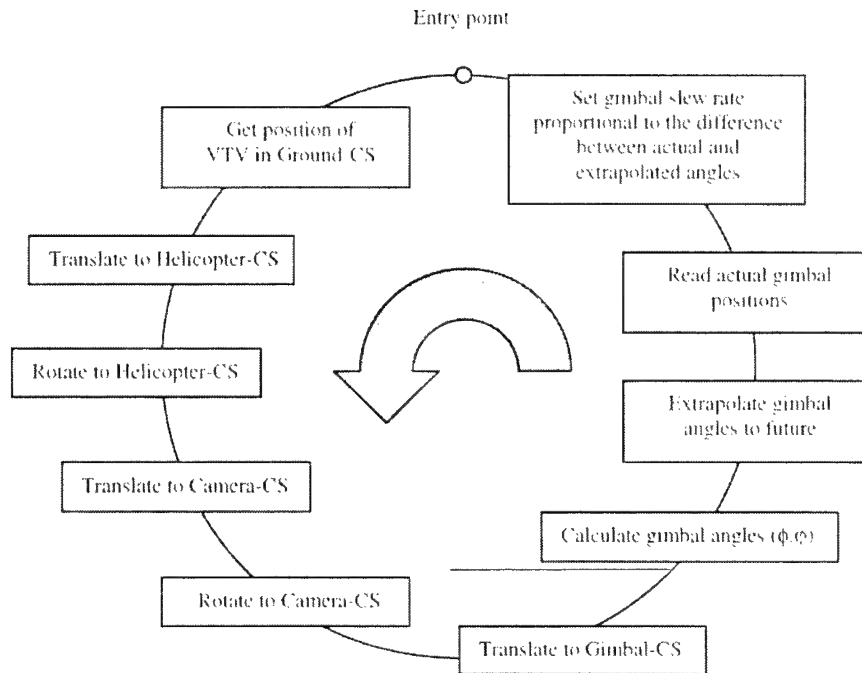 Entry point
Get position of
VTV in Ground-CS
Translate to Helicopter-CS
Rotate to Helicopter-CS
Translate to Camera-CS
Rotate to Camera-CS
Translate to Gimbal-CS
Calculate gimbal angles (ϕ,φ)
Extrapolate gimbal
angles to future
Read actual gimbal
positions
Set gimbal slew rate
proportional to the difference
between actual and
extrapolated angles